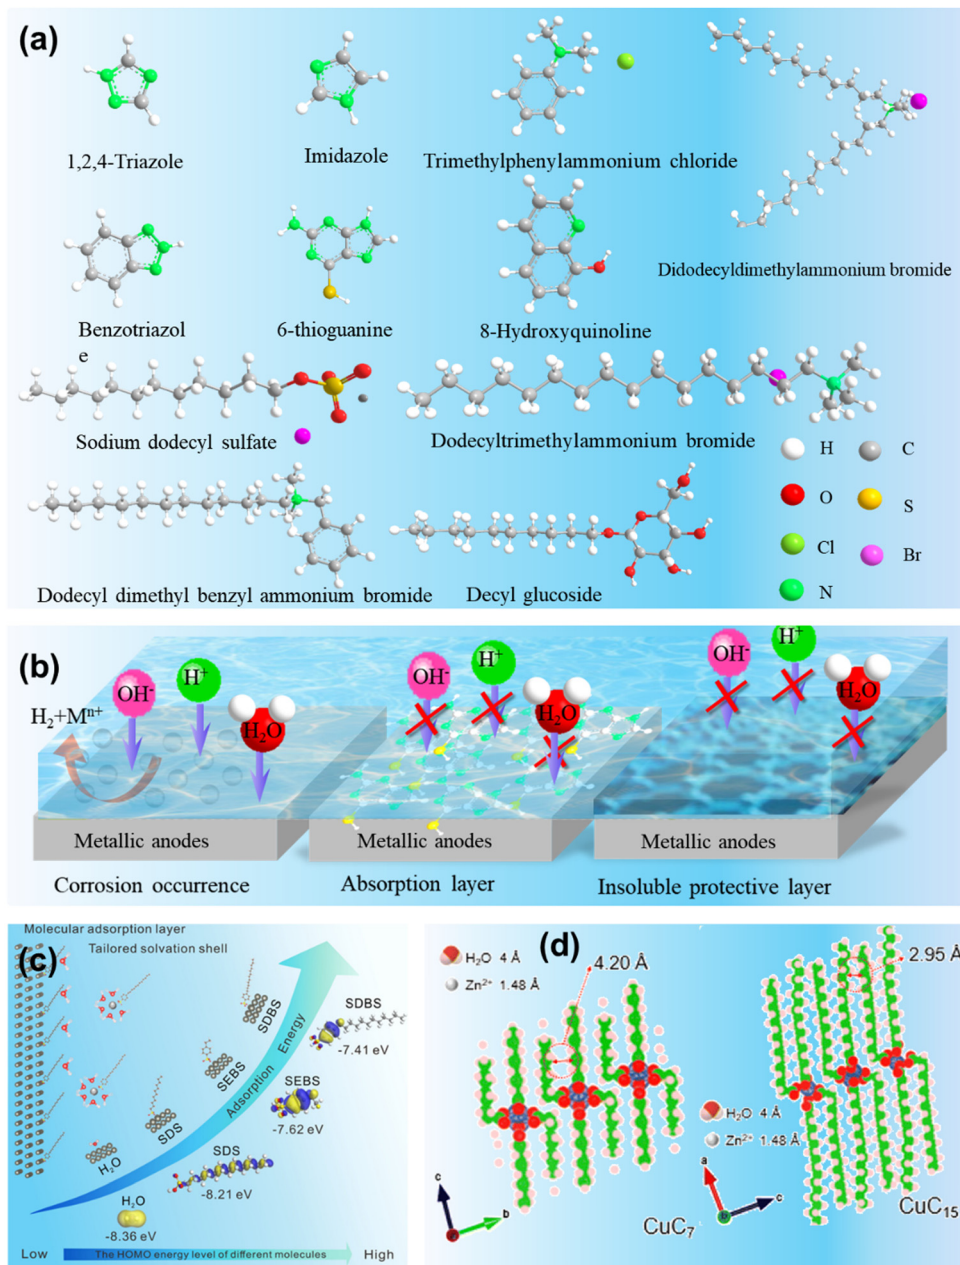 (a)
1,2,4-Triazole
Imidazole
Trimethylphenylammonium chloride
Didodecyldimethylammonium bromide
Benzotriazol
e
6-thioguanine
8-Hydroxyquinoline
Sodium dodecyl sulfate
Dodecyltrimethylammonium bromide
H
C
O
S
Cl
Br
N
Dodecyl dimethyl benzyl ammonium bromide
Decyl glucoside
(b)
OH-
H+
H2O
H2+Mn+
OH-
H+
H2O
OH-
H+
H2O
Metallic anodes
Metallic anodes
Metallic anodes
Corrosion occurrence
Absorption layer
Insoluble protective layer
Molecular adsorption layer
(c)
Tailored solvation shell
SDBS
SDBS
-7.41 eV
SEBS
SEBS
-7.62 eV
Adsorption Energy
SDS
SDS
-8.21 eV
H2O
H2O
-8.36 eV
Low
The HOMO energy level of different molecules
High
(d)
H2O 4 Å
Zn2+ 1.48 Å
4.20 Å
c
b
CuC7
2.95 Å
H2O 4 Å
Zn2+ 1.48 Å
a
b
c
CuC15